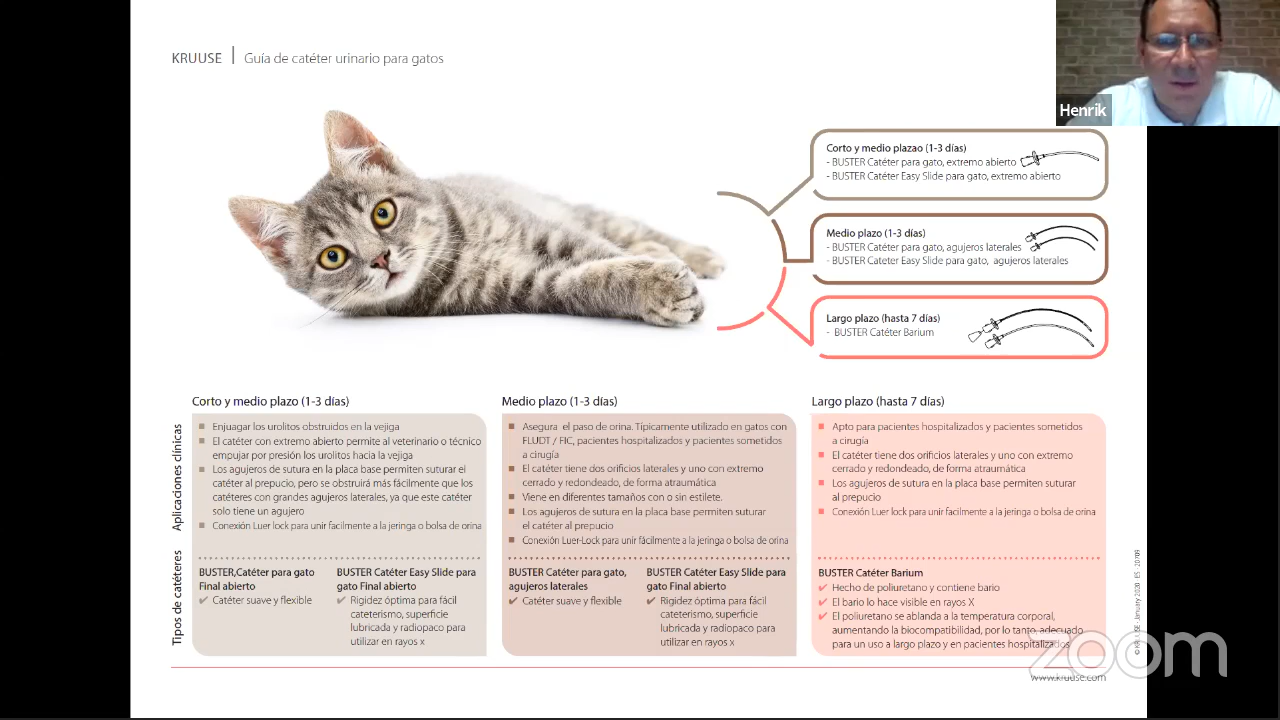 KRUUSE | Guía de catéter urinario para gatos
Henrik
Corto y medio plazao (1-3 días)
- BUSTER Catéter para gato, extremo abierto
- BUSTER Catéter Easy Slide para gato, extremo abierto
Medio plazo (1-3 días)
- BUSTER Catéter para gato, agujeros laterales
- BUSTER Cateter Easy Slide para gato, agujeros laterales
Largo plazo (hasta 7 días)
- BUSTER Catéter Barium
Aplicaciones clínicas
Corto y medio plazo (1-3 días)
Enjuagar los urolitos obstruidos en la vejiga
El catéter con extremo abierto permite al veterinario o técnico
empujar por presión los urolitos hacia la vejiga
Los agujeros de sutura en la placa base permiten suturar el
catéter al prepucio, pero se obstruirá más fácilmente que los
catéteres con grandes agujeros laterales, ya que este catéter
solo tiene un agujero
Conexión Luer lock para unir facilmente a la jeringa o bolsa de orina
Medio plazo (1-3 días)
Asegura el paso de orina. Típicamente utilizado en gatos con
FLUDT / FIC, pacientes hospitalizados y pacientes sometidos
a cirugía
El catéter tiene dos orificios laterales y uno con extremo
cerrado y redondeado, de forma atraumática
Viene en diferentes tamaños con o sin estilete.
Los agujeros de sutura en la placa base permiten suturar
el catéter al prepucio
Conexión Luer-Lock para unir fácilmente a la jeringa o bolsa de orina
Largo plazo (hasta 7 días)
Apto para pacientes hospitalizados y pacientes sometidos
a cirugía
El catéter tiene dos orificios laterales y uno con extremo
cerrado y redondeado, de forma atraumática
Los agujeros de sutura en la placa base permiten suturar
al prepucio
Conexión Luer lock para unir facilmente a la jeringa o bolsa de orina
Tipos de catéteres
BUSTER,Catéter para gato
Final abierto
✔ Catéter suave y flexible
BUSTER Catéter Easy Slide para
gato Final abierto
✔ Rigidez óptima para fácil
cateterismo, superficie
lubricada y radiopaco para
utilizar en rayos x
BUSTER Catéter para gato,
agujeros laterales
✔ Catéter suave y flexible
BUSTER Catéter Easy Slide para
gato Final abierto
✔ Rigidez óptima para fácil
cateterismo, superficie
lubricada y radiopaco para
utilizar en rayos x
BUSTER Catéter Barium
✔ Hecho de poliuretano y contiene bario
✔ El bario lo hace visible en rayos X
✔ El poliuretano se ablanda a la temperatura corporal,
aumentando la biocompatibilidad, por lo tanto, adecuado
para un uso a largo plazo y en pacientes hospitalizados
© KRUUSE · January 2020 · ES · 20709
zoom
www.kruuse.com